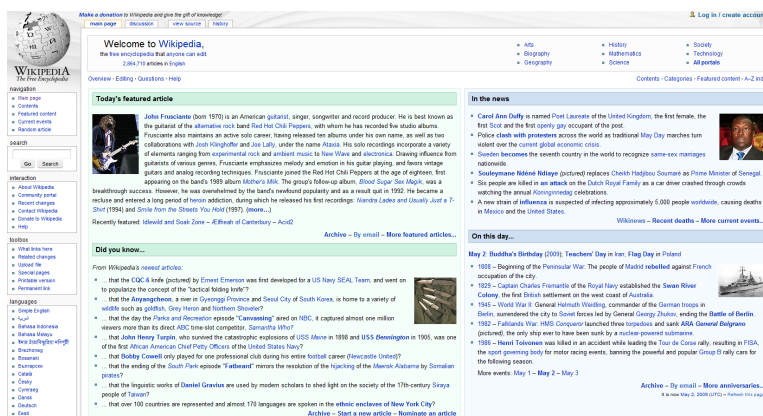 Make a donation to Wikipedia and give the gift of knowledge!
Log in / create account
main page
discussion
view source
history
WIKIPEDIA
The Free Encyclopedia
navigation
Main page
Contents
Featured content
Current events
Random article
search
Go
Search
interaction
About Wikipedia
Community portal
Recent changes
Contact Wikipedia
Donate to Wikipedia
Help
toolbox
What links here
Related changes
Upload file
Special pages
Printable version
Permanent link
languages
Simple English
العربية
Bahasa Indonesia
Bahasa Melayu
Brezhoneg
Bosanski
Български
Català
Česky
Cymraeg
Dansk
Deutsch
Eesti
Welcome to Wikipedia,
the free encyclopedia that anyone can edit.
2,864,710 articles in English
Arts
Biography
Geography
History
Mathematics
Science
Society
Technology
All portals
Overview · Editing · Questions · Help
Contents · Categories · Featured content · A–Z ind
Today's featured article
John Frusciante (born 1970) is an American guitarist, singer, songwriter and record producer. He is best known as
the guitarist of the alternative rock band Red Hot Chili Peppers, with whom he has recorded five studio albums.
Frusciante also maintains an active solo career, having released ten albums under his own name, as well as two
collaborations with Josh Klinghoffer and Joe Lally, under the name Ataxia. His solo recordings incorporate a variety
of elements ranging from experimental rock and ambient music to New Wave and electronica. Drawing influence from
guitarists of various genres, Frusciante emphasizes melody and emotion in his guitar playing, and favors vintage
guitars and analog recording techniques. Frusciante joined the Red Hot Chili Peppers at the age of eighteen, first
appearing on the band's 1989 album Mother's Milk. The group's follow-up album, Blood Sugar Sex Magik, was a
breakthrough success. However, he was overwhelmed by the band's newfound popularity and as a result quit in 1992. He became a
recluse and entered a long period of heroin addiction, during which he released his first recordings: Niandra Lades and Usually Just a T-
Shirt (1994) and Smile from the Streets You Hold (1997). (more...)
Recently featured: Idlewild and Soak Zone – Ælfheah of Canterbury – Acid2
Archive – By email – More featured articles...
Did you know...
From Wikipedia's newest articles:
... that the CQC-6 knife (pictured) by Ernest Emerson was first developed for a US Navy SEAL Team, and went on
to popularize the concept of the "tactical folding knife"?
... that the Anyangcheon, a river in Gyeonggi Province and Seoul City of South Korea, is home to a variety of
wildlife such as goldfish, Grey Heron and Northern Shoveler?
... that the day the Parks and Recreation episode "Canvassing" aired on NBC, it captured almost one million
viewers more than its direct ABC time-slot competitor, Samantha Who?
... that John Henry Turpin, who survived the catastrophic explosions of USS Maine in 1898 and USS Bennington in 1905, was one
of the first African American Chief Petty Officers of the United States Navy?
... that Bobby Cowell only played for one professional club during his entire football career (Newcastle United)?
... that the ending of the South Park episode "Fatbeard" mirrors the resolution of the hijacking of the Maersk Alabama by Somalian
pirates?
... that the linguistic works of Daniel Gravius are used by modern scholars to shed light on the society of the 17th-century Siraya
people of Taiwan?
... that over 100 countries are represented and almost 170 languages are spoken in the ethnic enclaves of New York City?
Archive – Start a new article – Nominate an article
In the news
Carol Ann Duffy is named Poet Laureate of the United Kingdom, the first female, the
first Scot and the first openly gay occupant of the post.
Police clash with protesters across the world as traditional May Day marches turn
violent over the current global economic crisis.
Sweden becomes the seventh country in the world to recognize same-sex marriages
nationwide.
Souleymane Ndéné Ndiaye (pictured) replaces Cheikh Hadjibou Soumaré as Prime Minister of Senegal.
Six people are killed in an attack on the Dutch Royal Family as a car driver crashed through crowds
watching the annual Koninginnedag celebrations.
A new strain of influenza is suspected of infecting approximately 5,000 people worldwide, causing deaths
in Mexico and the United States.
Wikinews – Recent deaths – More current events...
On this day...
May 2: Buddha's Birthday (2009); Teachers' Day in Iran; Flag Day in Poland
1808 – Beginning of the Peninsular War: The people of Madrid rebelled against French
occupation of the city.
1829 – Captain Charles Fremantle of the Royal Navy established the Swan River
Colony, the first British settlement on the west coast of Australia.
1945 – World War II: General Helmuth Weidling, commander of the German troops in
Berlin, surrendered the city to Soviet forces led by General Georgy Zhukov, ending the Battle of Berlin.
1982 – Falklands War: HMS Conqueror launched three torpedoes and sank ARA General Belgrano
(pictured), the only ship ever to have been sunk by a nuclear-powered submarine.
1986 – Henri Toivonen was killed in an accident while leading the Tour de Corse rally, resulting in FISA,
the sport governing body for motor racing events, banning the powerful and popular Group B rally cars for
the following season.
More events: May 1 – May 2 – May 3
Archive – By email – More anniversaries...
It is now May 2, 2009 (UTC) – Refresh this page